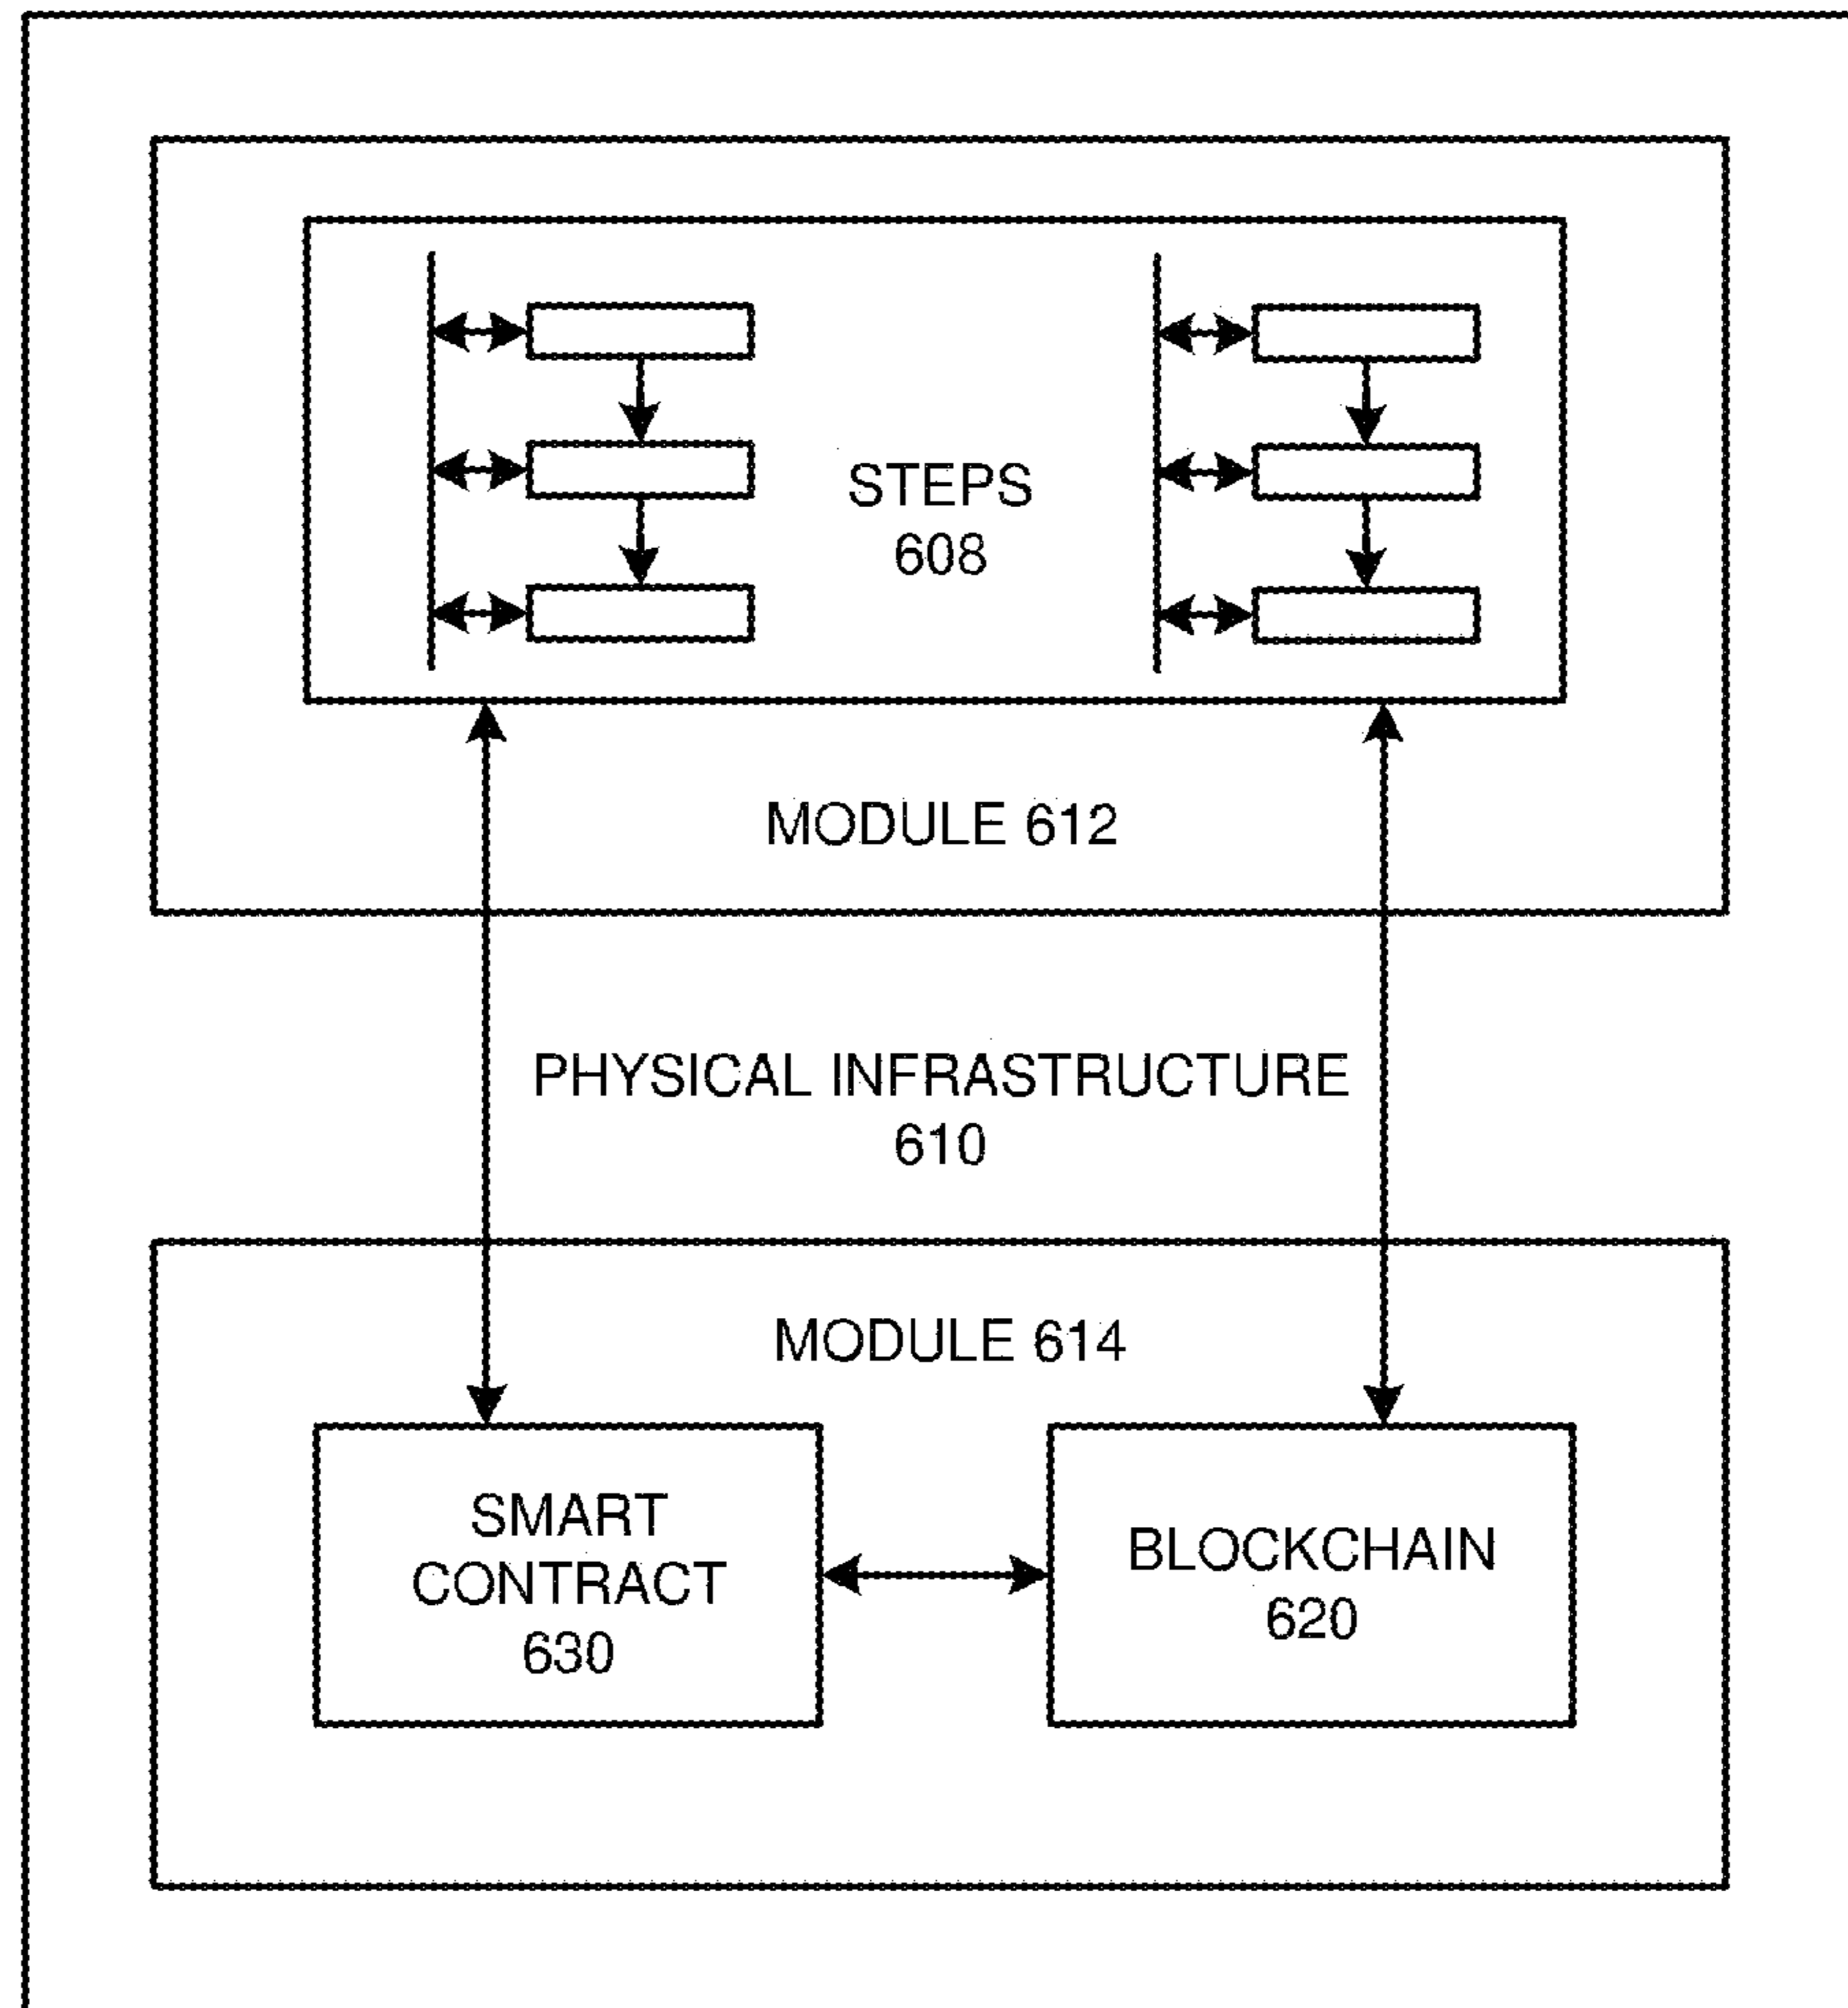 STEPS
608
MODULE 612
PHYSICAL INFRASTRUCTURE
610
MODULE 614
SMART
CONTRACT
630
BLOCKCHAIN
620